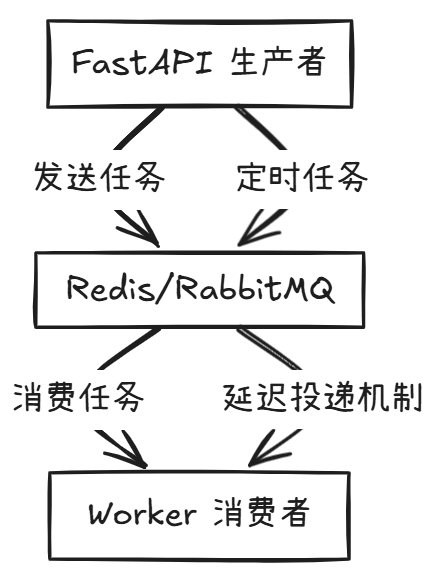 FastAPI 生产者
发送任务
定时任务
Redis/RabbitMQ
消费任务
延迟投递机制
Worker 消费者